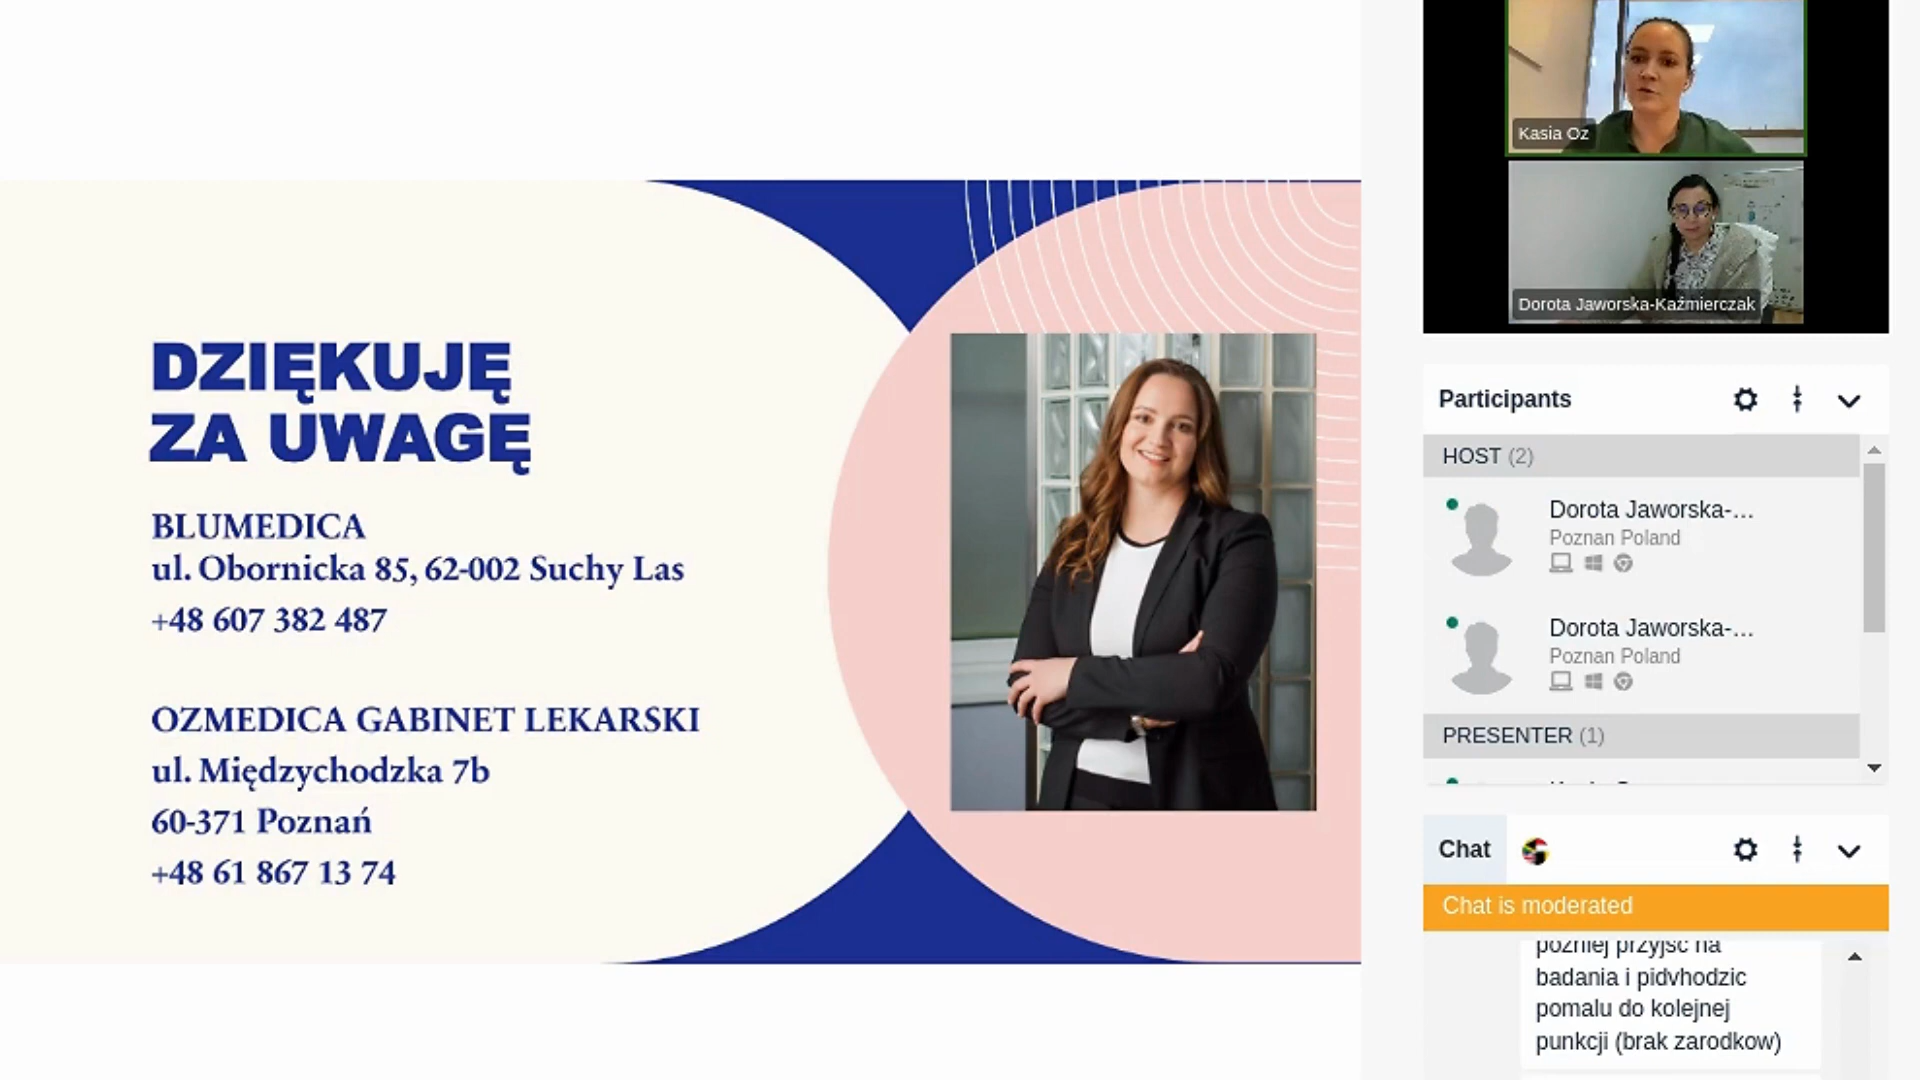 DZIĘKUJĘ
ZA UWAGĘ
BLUMEDICA
ul. Obornicka 85, 62-002 Suchy Las
+48 607 382 487
OZMEDICA GABINET LEKARSKI
ul. Międzychodzka 7b
60-371 Poznań
+48 61 867 13 74
Kasia Oz
Dorota Jaworska-Kaźmierczak
Participants
HOST (2)
Dorota Jaworska-...
Poznan Poland
Dorota Jaworska-...
Poznan Poland
PRESENTER (1)
Chat
Chat is moderated
pozniej przyjsc na
badania i pidvhodzic
pomalu do kolejnej
punkcji (brak zarodkow)